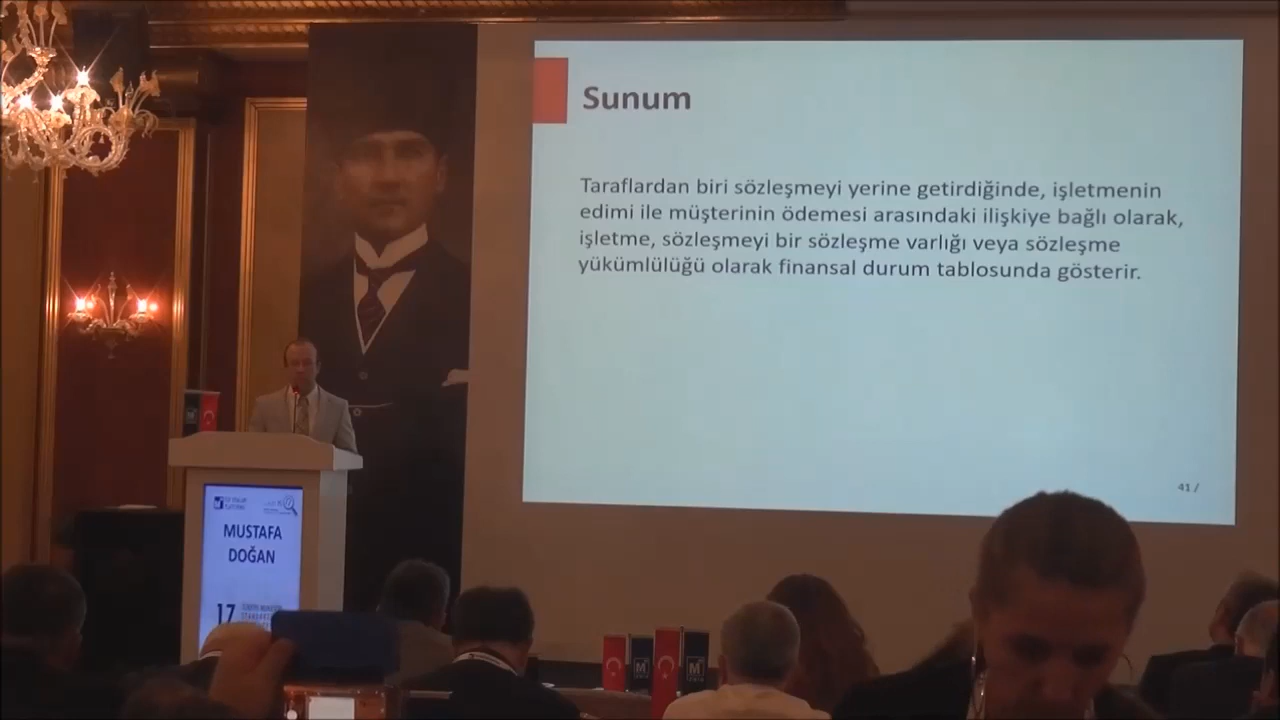 Sunum
Taraflardan biri sözleşmeyi yerine getirdiğinde, işletmenin
edimi ile müşterinin ödemesi arasındaki ilişkiye bağlı olarak,
işletme, sözleşmeyi bir sözleşme varlığı veya sözleşme
yükümlülüğü olarak finansal durum tablosunda gösterir.
41 /
MUSTAFA
DOĞAN
17